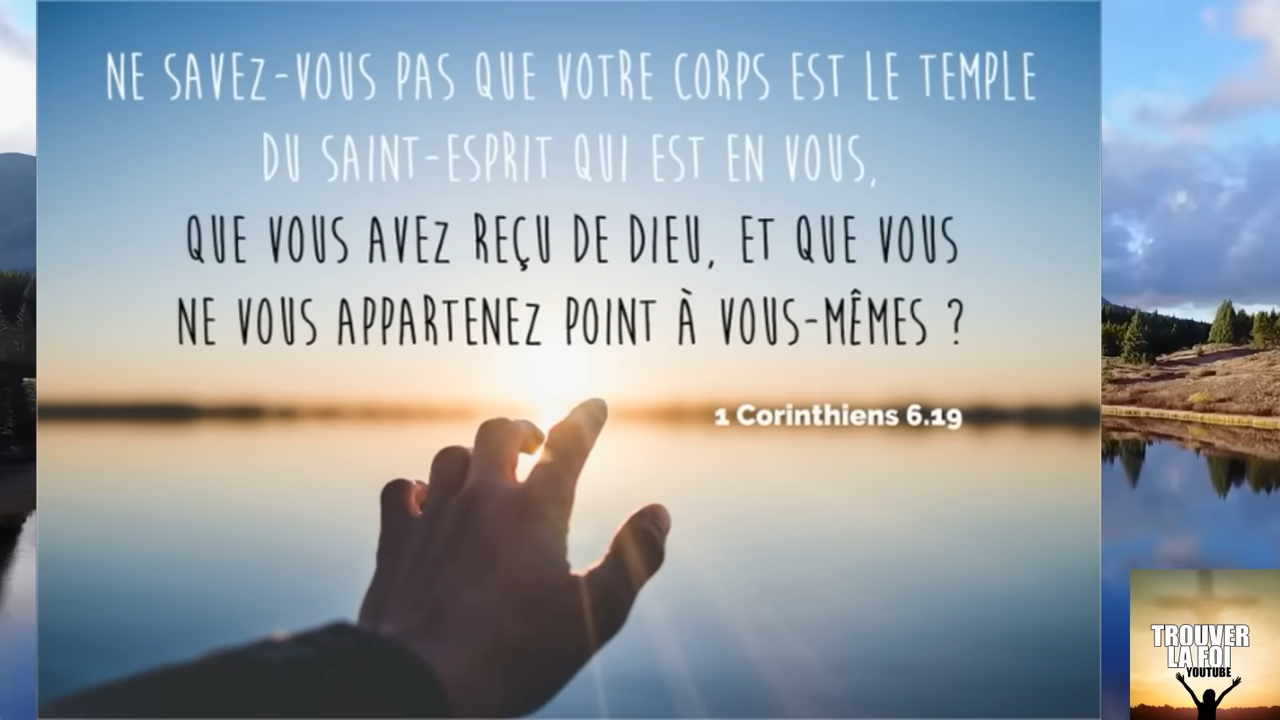 NE SAVEZ-VOUS PAS QUE VOTRE CORPS EST LE TEMPLE
DU SAINT-ESPRIT QUI EST EN VOUS,
QUE VOUS AVEZ REÇU DE DIEU, ET QUE VOUS
NE VOUS APPARTENEZ POINT À VOUS-MÊMES ?
1 Corinthiens 6.19
TROUVER
LA FOI
YOUTUBE